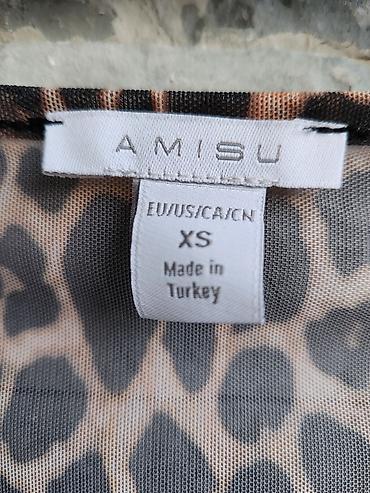 AMISU
EU/US/CA/CN
XS
Made in
Turkey